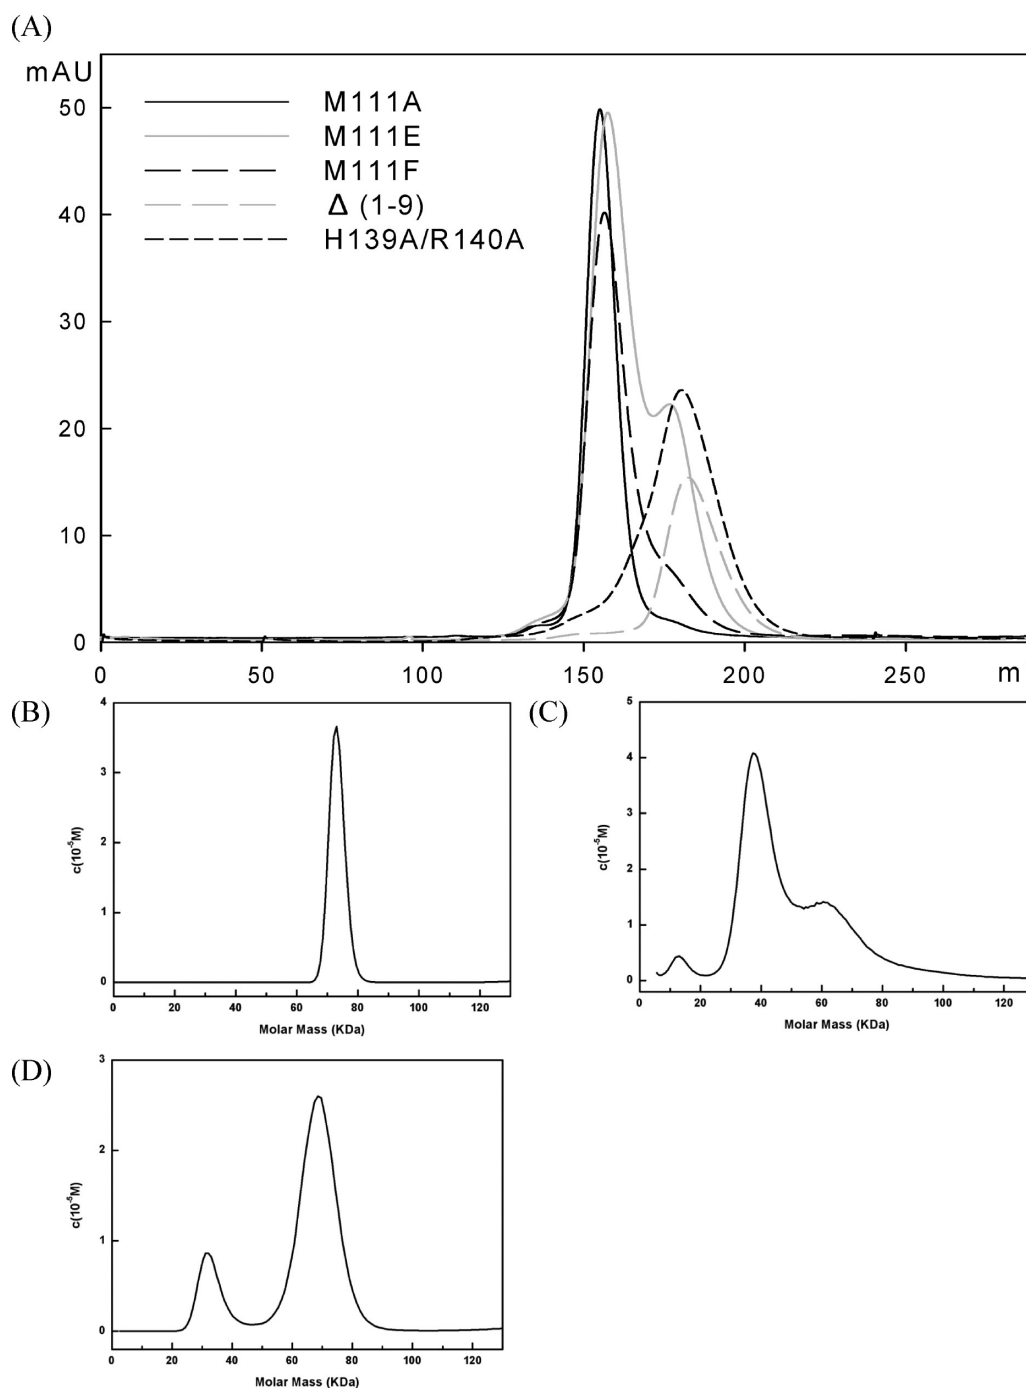 (A)
mAU
50
40
30
20
10
0
M111A
M111E
M111F
Δ (1-9)
H139A/R140A
0 50 100 150 200 250 m
(B)
4
3
2
1
0
c(10⁻⁵M)
0 20 40 60 80 100 120
Molar Mass (KDa)
(C)
5
4
3
2
1
0
c(10⁻⁵M)
0 20 40 60 80 100 120
Molar Mass (KDa)
(D)
3
2
1
0
c(10⁻⁵M)
0 20 40 60 80 100 120
Molar Mass (KDa)